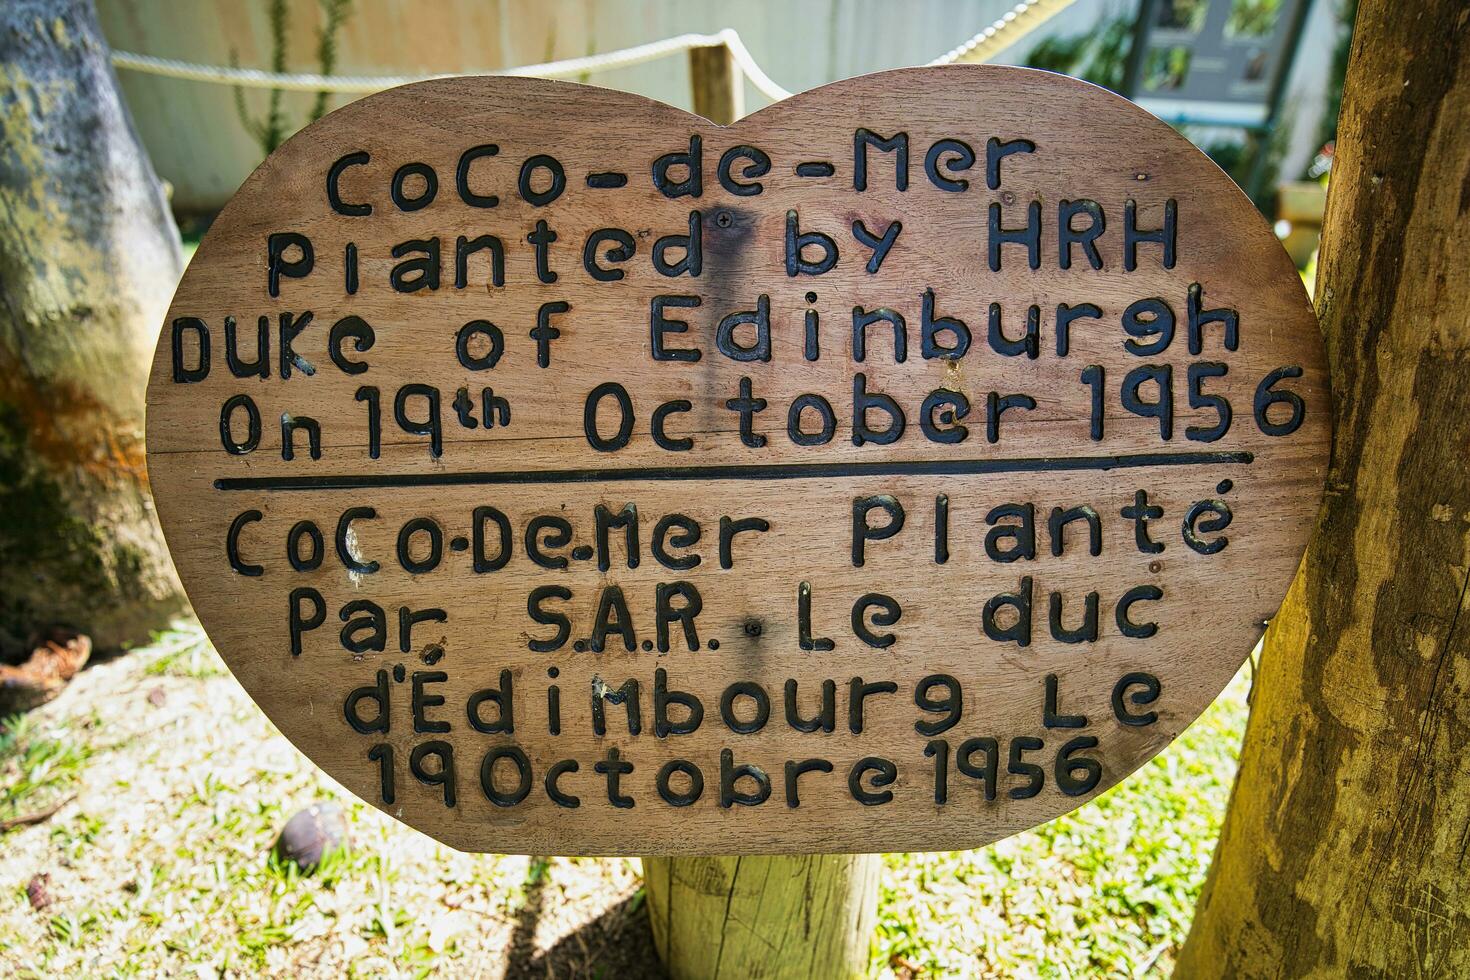 CoCo-de-Mer
Planted by HRH
DUKe of Edinburgh
On 19th October 1956
CoCo-De-Mer Planté
Par S.A.R. Le duc
d'Édimbourg Le
19 Octobre 1956